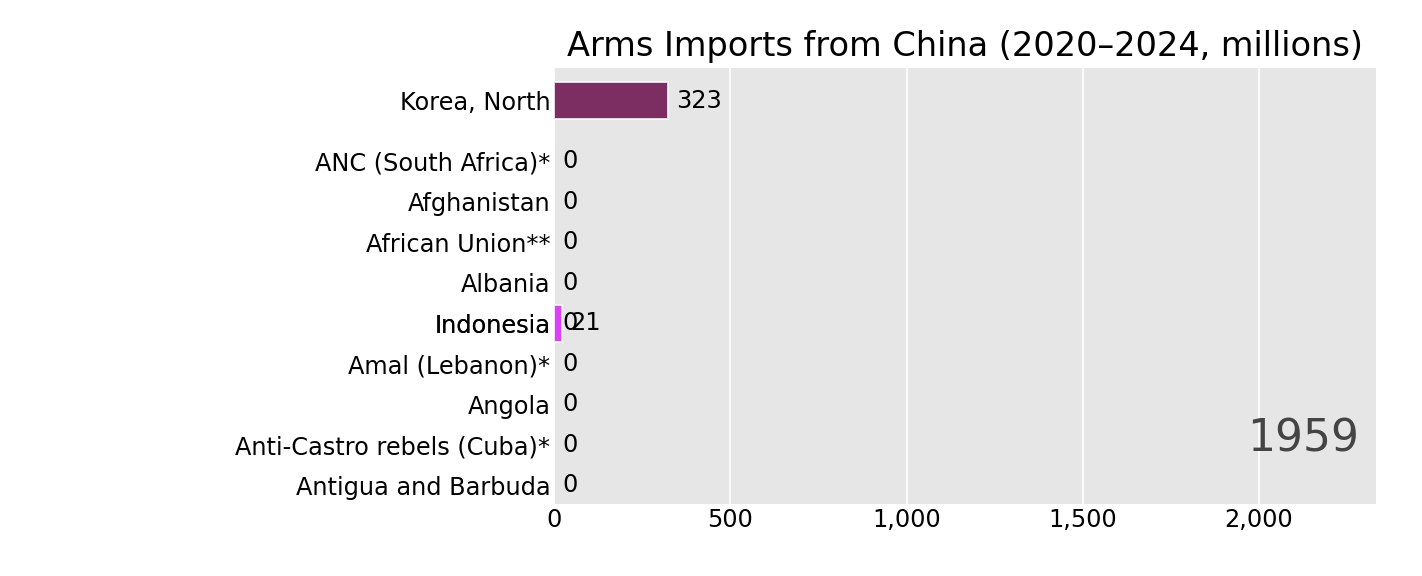 Arms Imports from China (2020–2024, millions)
Korea, North 323
ANC (South Africa)* 0
Afghanistan 0
African Union** 0
Albania 0
Indonesia 0 21
Amal (Lebanon)* 0
Angola 0
Anti-Castro rebels (Cuba)* 0
1959
Antigua and Barbuda 0
0 500 1,000 1,500 2,000